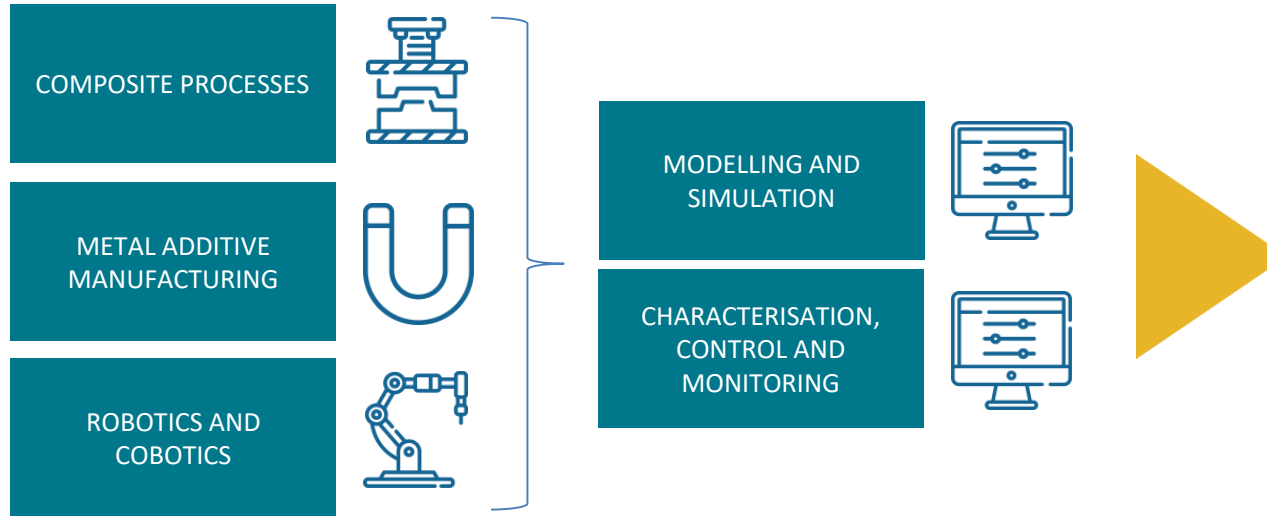 COMPOSITE PROCESSES
METAL ADDITIVE
MANUFACTURING
ROBOTICS AND
COBOTICS
MODELLING AND
SIMULATION
CHARACTERISATION,
CONTROL AND
MONITORING